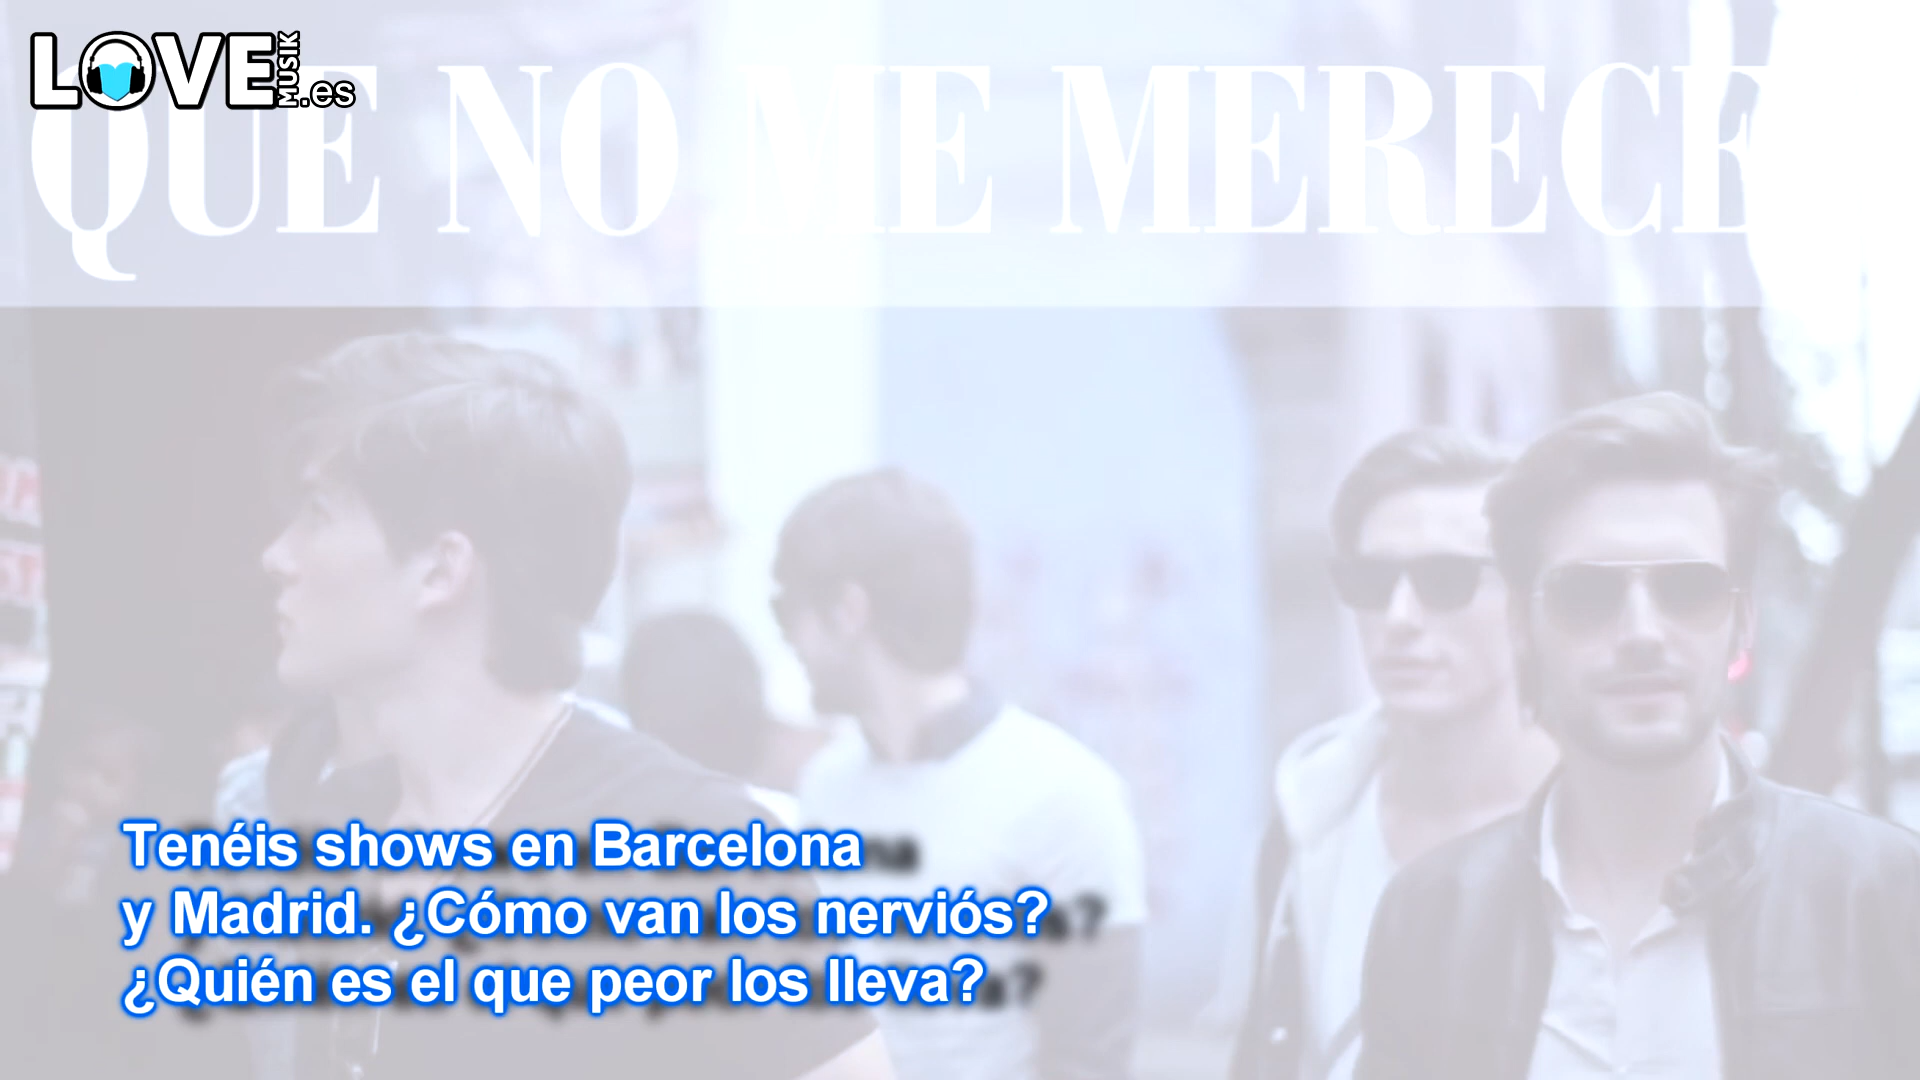 LOVE MUSIK .es
QUE NO ME MERECE
Tenéis shows en Barcelona
y Madrid. ¿Cómo van los nerviós?
¿Quién es el que peor los lleva?